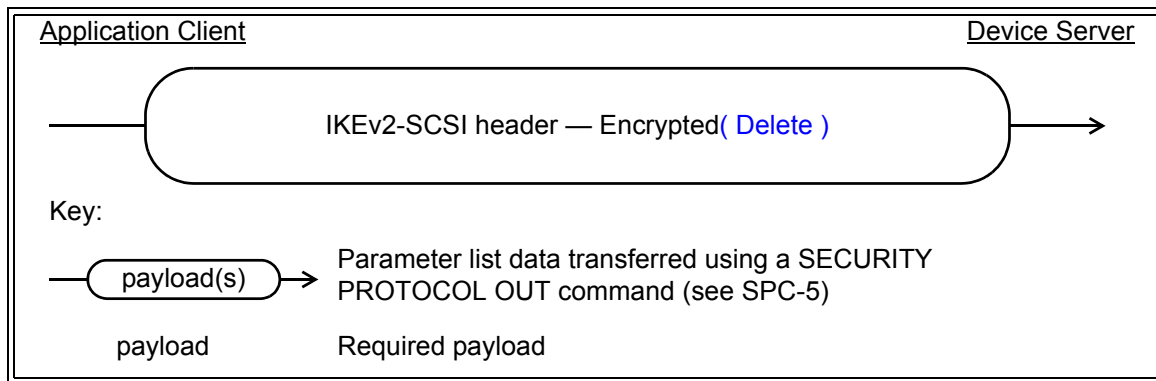 Application Client Device Server
IKEv2-SCSI header — Encrypted( Delete )
Key:
payload(s) Parameter list data transferred using a SECURITY
PROTOCOL OUT command (see SPC-5)
payload Required payload